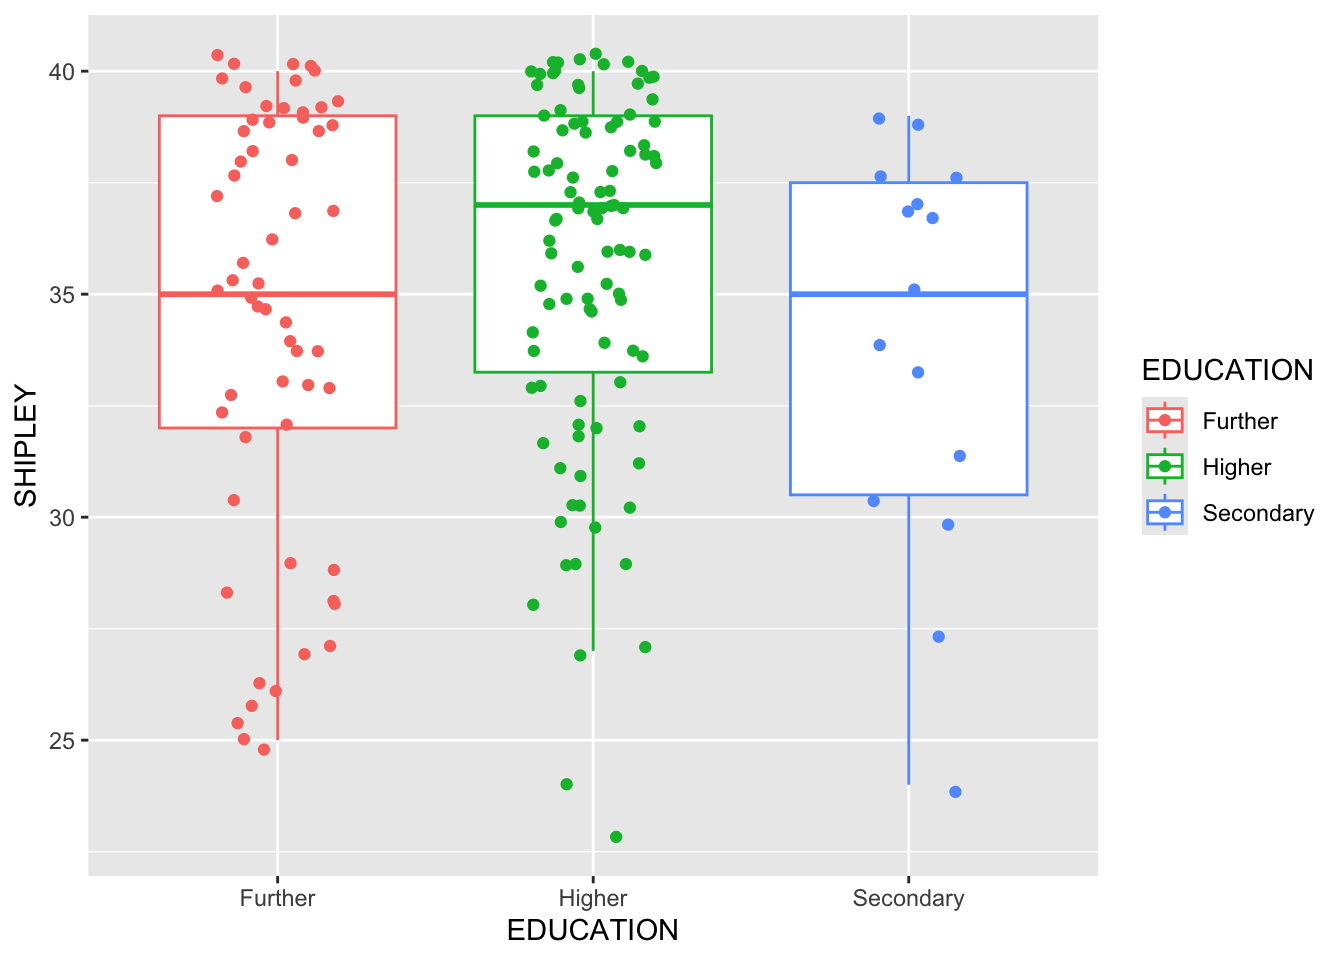 SHIPLEY
40
35
30
25
Further
Higher
Secondary
EDUCATION
EDUCATION
Further
Higher
Secondary